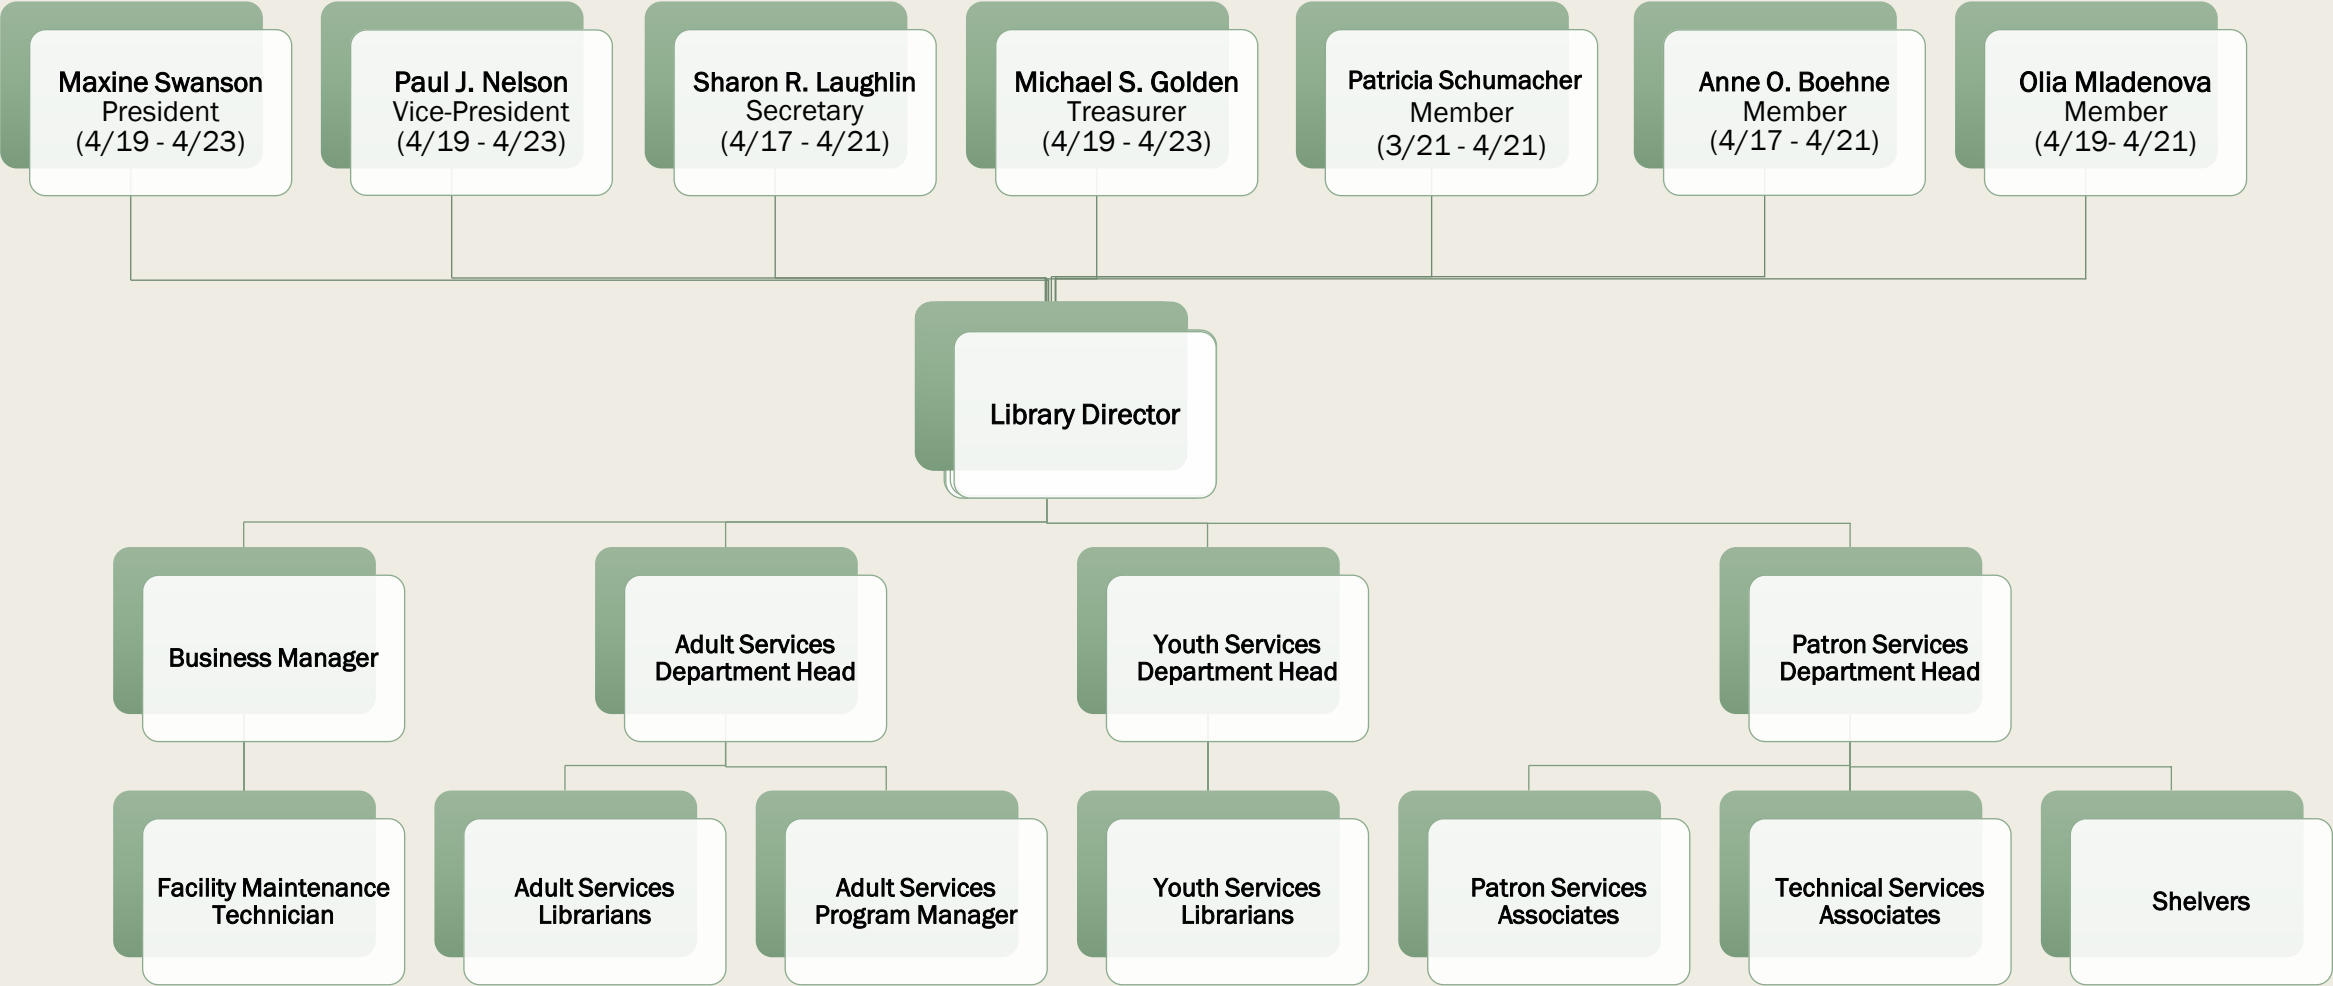 Maxine Swanson
President
(4/19 - 4/23)
Paul J. Nelson
Vice-President
(4/19 - 4/23)
Sharon R. Laughlin
Secretary
(4/17 - 4/21)
Michael S. Golden
Treasurer
(4/19 - 4/23)
Patricia Schumacher
Member
(3/21 - 4/21)
Anne O. Boehne
Member
(4/17 - 4/21)
Olia Mladenova
Member
(4/19- 4/21)
Library Director
Business Manager
Adult Services
Department Head
Youth Services
Department Head
Patron Services
Department Head
Facility Maintenance
Technician
Adult Services
Librarians
Adult Services
Program Manager
Youth Services
Librarians
Patron Services
Associates
Technical Services
Associates
Shelvers